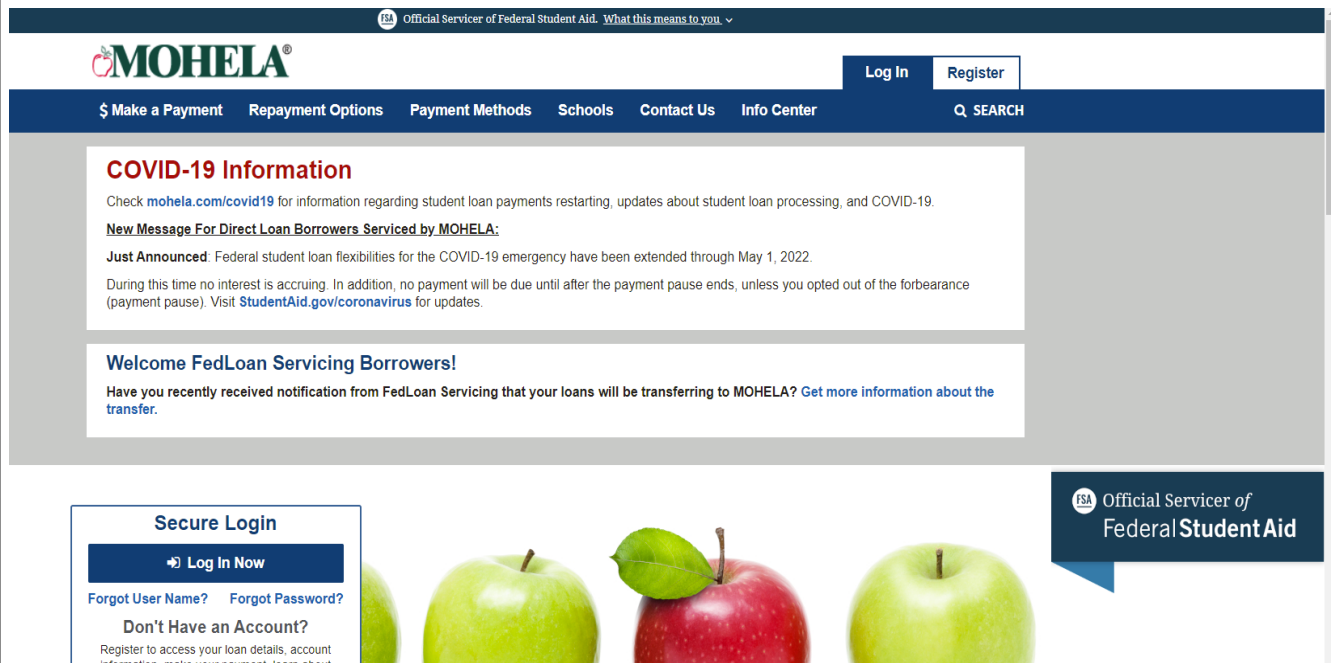 FSA Official Servicer of Federal Student Aid. What this means to you
MOHELA®
Log In Register
$ Make a Payment Repayment Options Payment Methods Schools Contact Us Info Center SEARCH
COVID-19 Information
Check mohela.com/covid19 for information regarding student loan payments restarting, updates about student loan processing, and COVID-19.
New Message For Direct Loan Borrowers Serviced by MOHELA:
Just Announced: Federal student loan flexibilities for the COVID-19 emergency have been extended through May 1, 2022.
During this time no interest is accruing. In addition, no payment will be due until after the payment pause ends, unless you opted out of the forbearance
(payment pause). Visit StudentAid.gov/coronavirus for updates.
Welcome FedLoan Servicing Borrowers!
Have you recently received notification from FedLoan Servicing that your loans will be transferring to MOHELA? Get more information about the
transfer.
FSA Official Servicer of
Federal Student Aid
Secure Login
Log In Now
Forgot User Name? Forgot Password?
Don't Have an Account?
Register to access your loan details, account